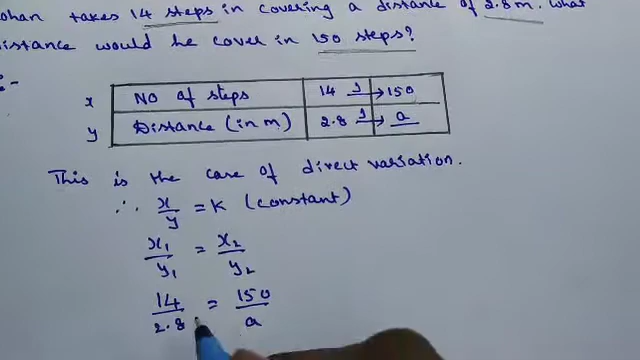 ohan takes 14 steps in covering a distance of 2.8 m. What
distance would he cover in 150 steps?
x No of steps 14 → 150
y Distance (in m) 2.8 → a
This is the case of direct variation.
∴ x/y = K (constant)
x₁/y₁ = x₂/y₂
14/2.8 = 150/a